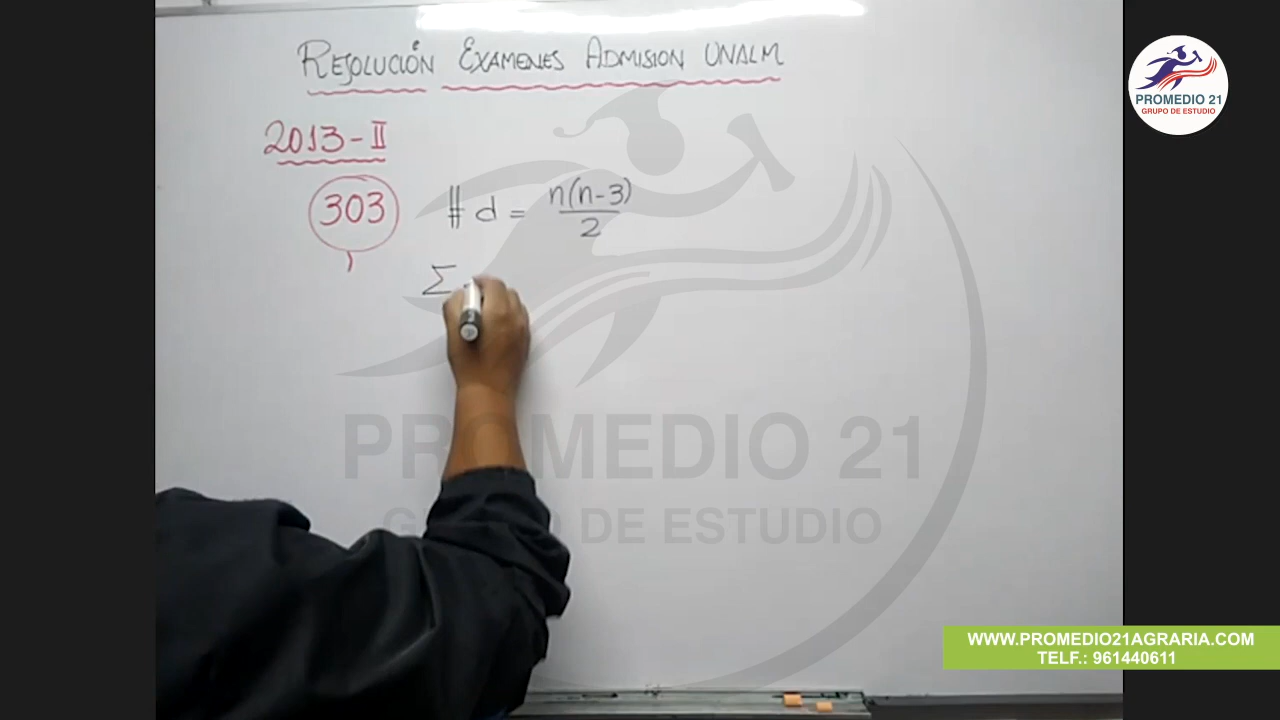 RESOLUCIÓN EXAMENES ADMISION UNALM
2013-II
303
# d = n(n-3)/2
Σ
PROMEDIO 21
GRUPO DE ESTUDIO
PROMEDIO 21
GRUPO DE ESTUDIO
WWW.PROMEDIO21AGRARIA.COM
TELF.: 961440611